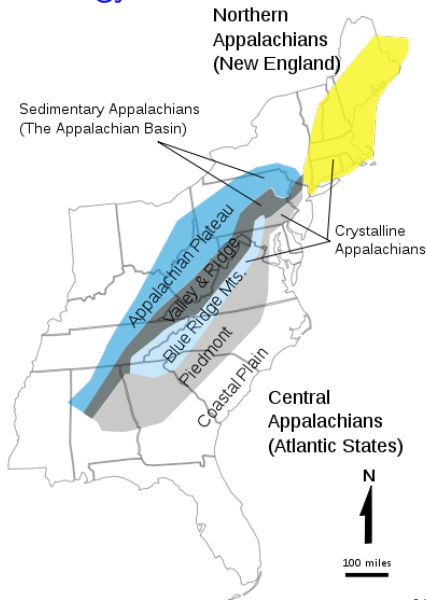 Northern
Appalachians
(New England)
Sedimentary Appalachians
(The Appalachian Basin)
Crystalline
Appalachians
Appalachian Plateau
Valley & Ridge
Blue Ridge Mts.
Piedmont
Coastal Plain
Central
Appalachians
(Atlantic States)
N
100 miles